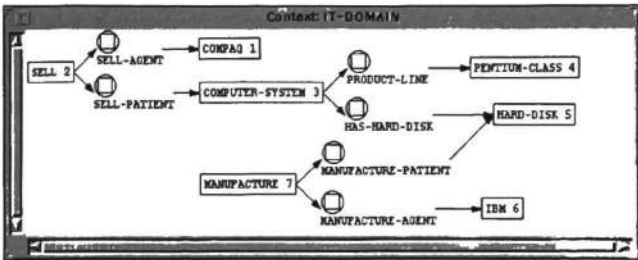 Context: IT-DOMAIN
SELL 2
SELL-AGENT
COMPAQ 1
SELL-PATIENT
COMPUTER-SYSTEM 3
PRODUCT-LINE
PENTIUM-CLASS 4
HAS-HARD-DISK
HARD-DISK 5
MANUFACTURE 7
MANUFACTURE-PATIENT
MANUFACTURE-AGENT
IBM 6